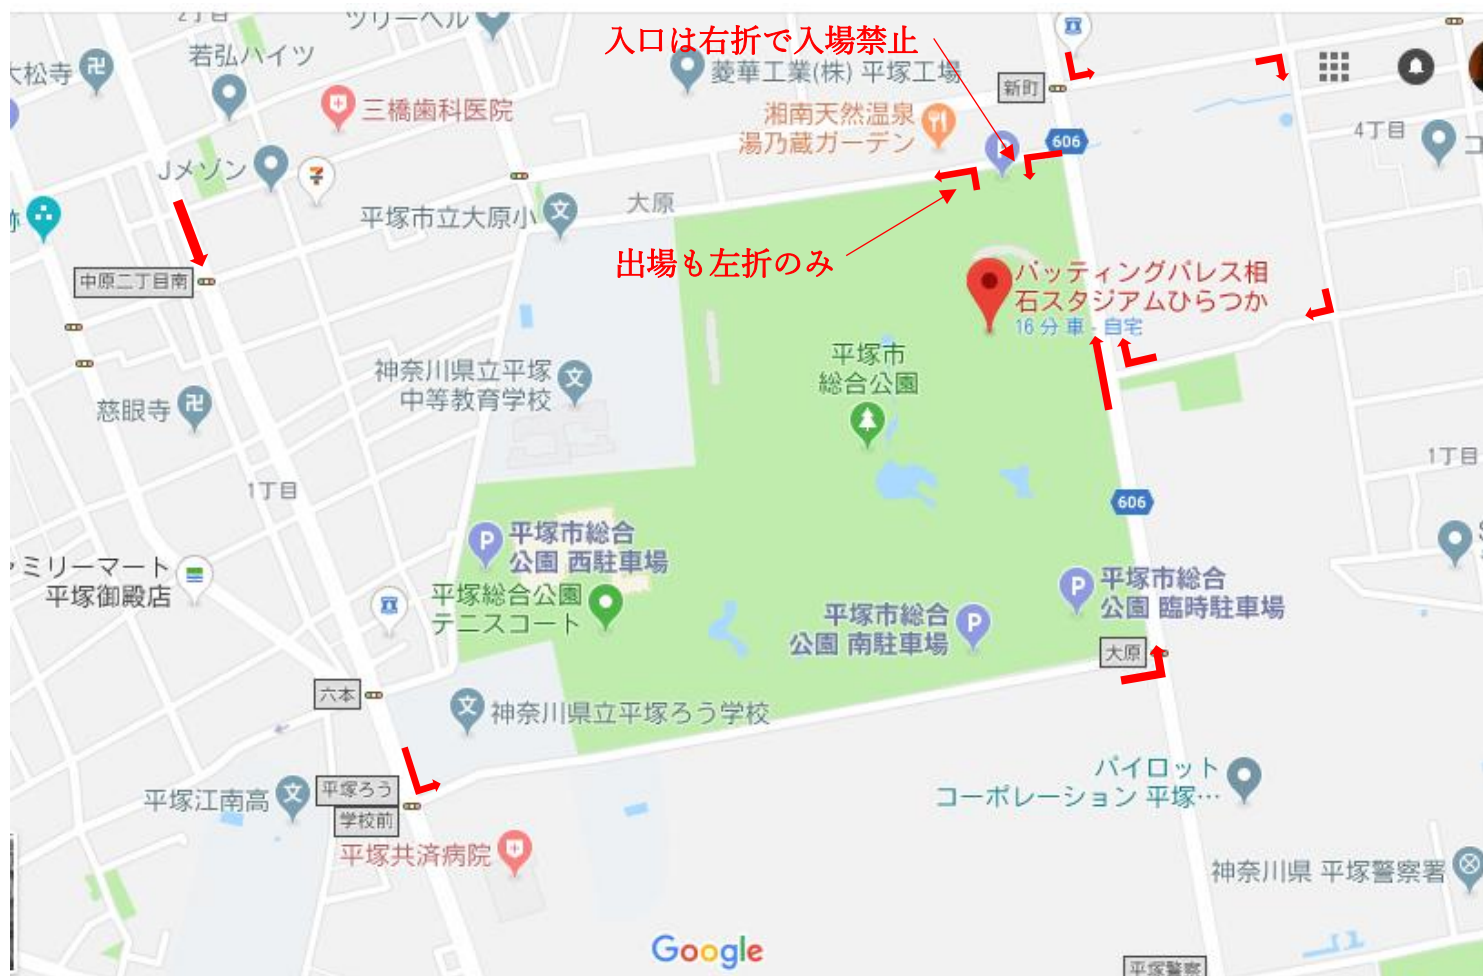 2丁目
ツリーベル
入口は右折で入場禁止
若弘ハイツ
松寺
菱華工業(株) 平塚工場
新町
三橋歯科医院
湘南天然温泉
湯乃蔵ガーデン
606
4丁目
コ
Jメゾン
平塚市立大原小
大原
跡
出場も左折のみ
中原二丁目南
バッティングパレス相
石スタジアムひらつか
16 分 車 - 自宅
平塚市
総合公園
神奈川県立平塚
中等教育学校
慈眼寺
1丁目
1丁目
606
平塚市総合
公園 西駐車場
ミリーマート
平塚御殿店
平塚総合公園
テニスコート
平塚市総合
公園 臨時駐車場
平塚市総合
公園 南駐車場
大原
六本
神奈川県立平塚ろう学校
パイロット
コーポレーション 平塚…
平塚江南高
平塚ろう
学校前
平塚共済病院
神奈川県 平塚警察署
Google
平塚警察